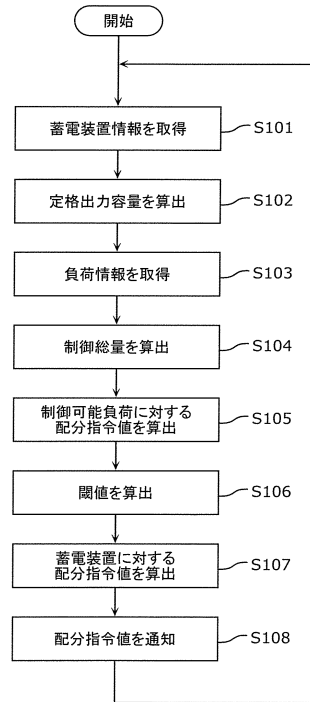 開始
蓄電装置情報を取得
S101
定格出力容量を算出
S102
負荷情報を取得
S103
制御総量を算出
S104
制御可能負荷に対する
配分指令値を算出
S105
閾値を算出
S106
蓄電装置に対する
配分指令値を算出
S107
配分指令値を通知
S108